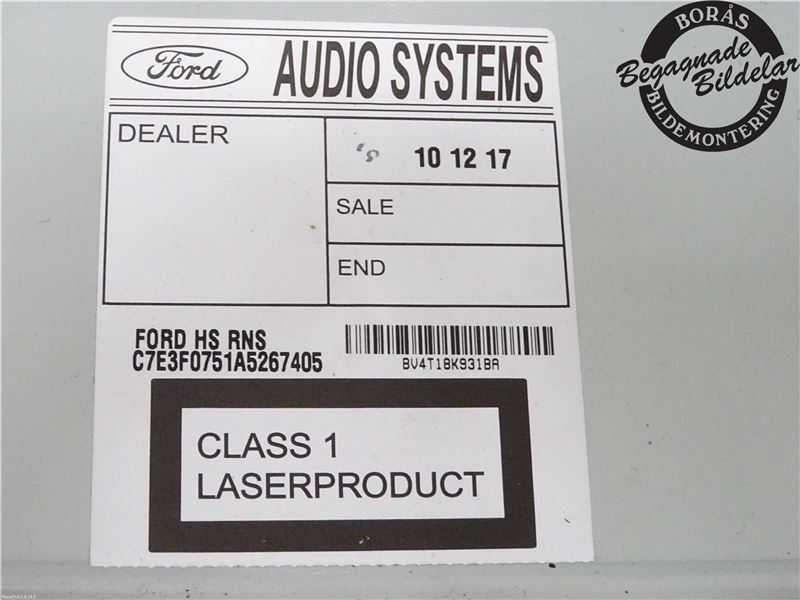 Ford
AUDIO SYSTEMS
DEALER
10 12 17
SALE
END
FORD HS RNS
C7E3F0751A5267405
BV4T18K931BA
CLASS 1
LASERPRODUCT
BORÅS
Begagnade
Bildelar
BILDEMONTERING